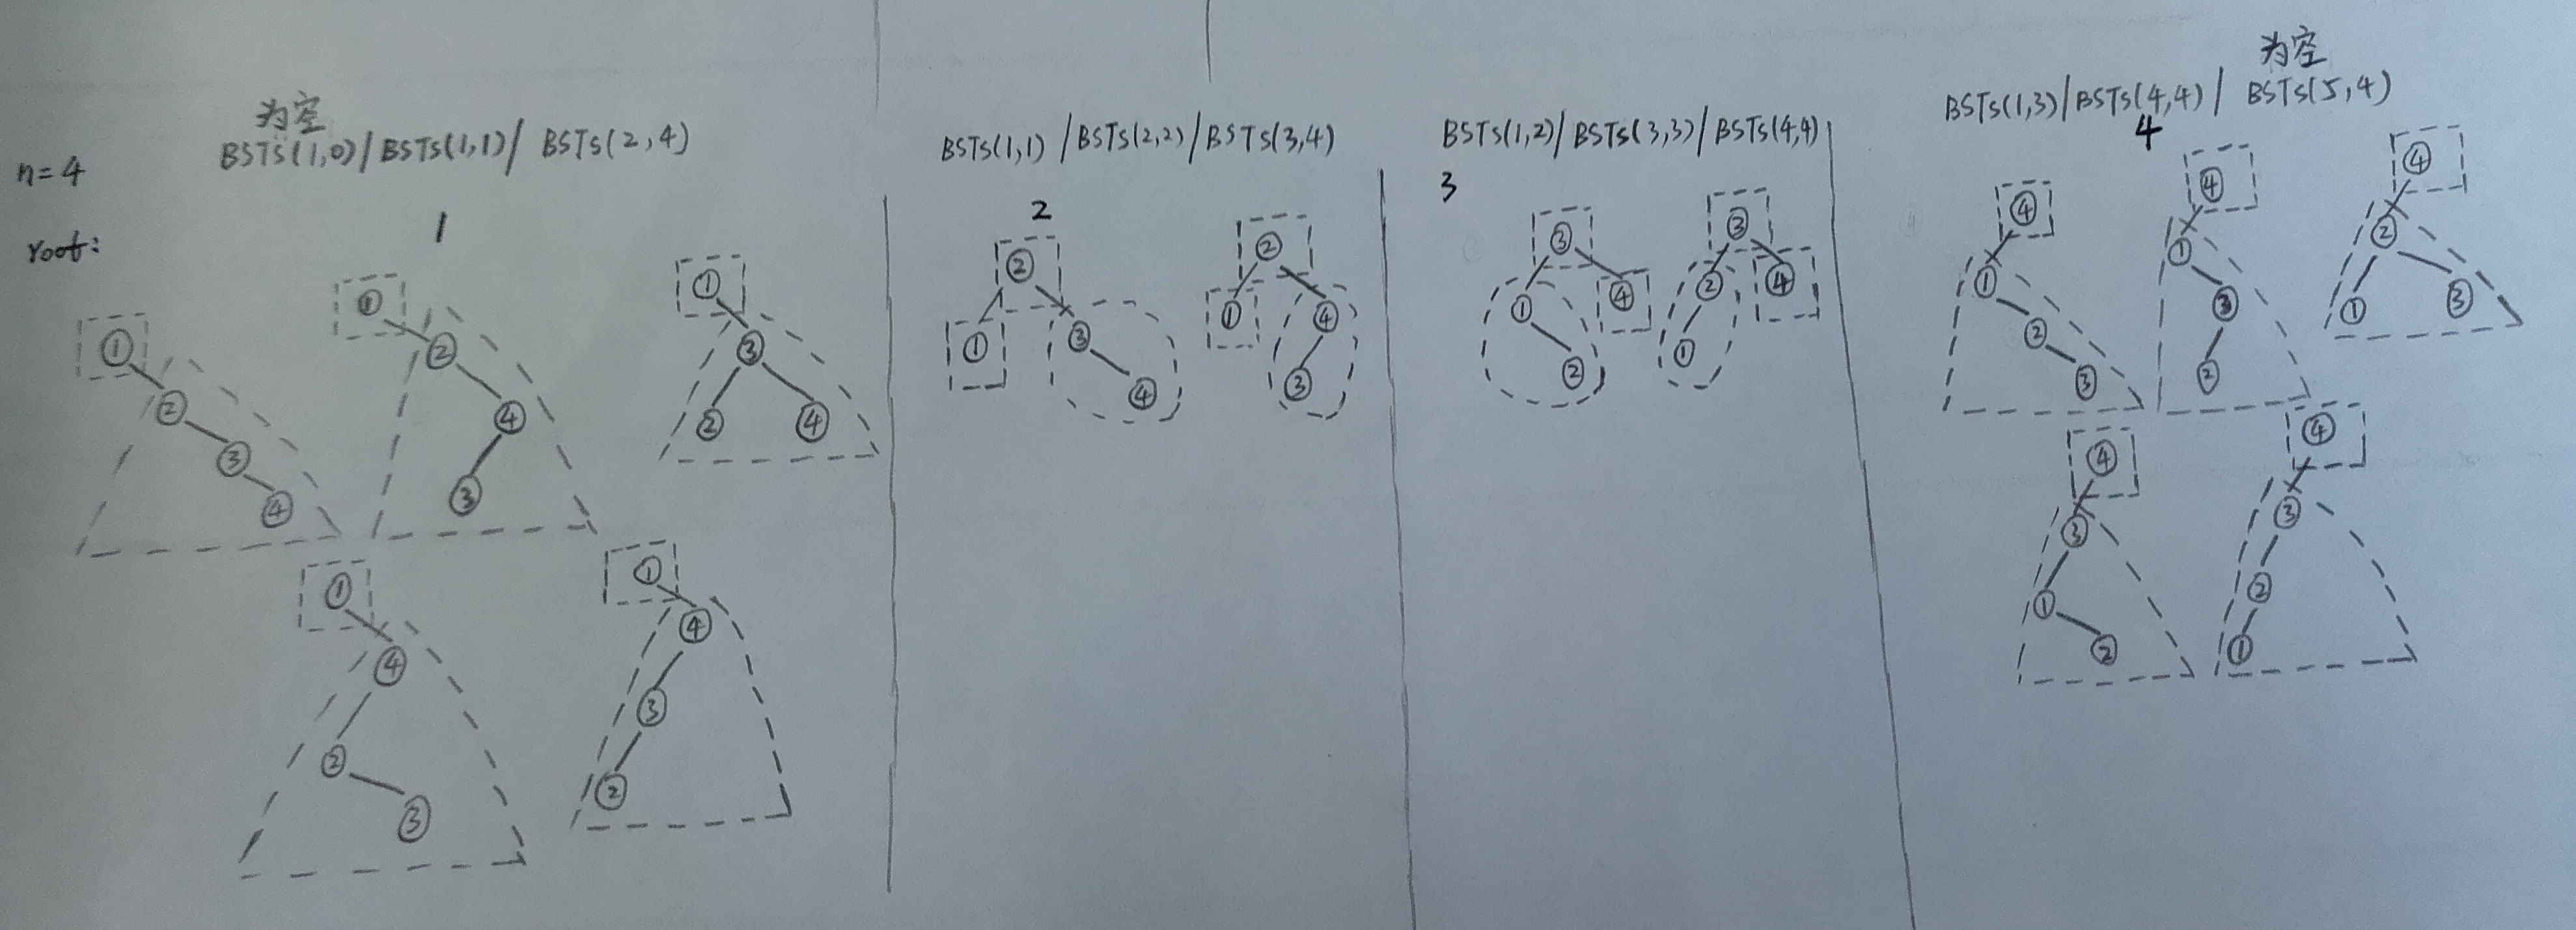 n=4
root:
为空
BSTs(1,0)/BSTs(1,1)/ BSTs(2,4)
1
① ② ③ ④
① ② ④ ③
① ③ ② ④
① ④ ② ③
① ④ ③ ②
BSTs(1,1) /BSTs(2,2)/BSTs(3,4)
2
② ① ③ ④
② ① ④ ③
BSTs(1,2)/BSTs(3,3)/BSTs(4,4)
3
③ ① ④ ②
③ ② ④ ①
为空
BSTs(1,3)/BSTs(4,4)/ BSTs(5,4)
4
④ ① ② ③
④ ① ③ ②
④ ② ① ③
④ ③ ① ②
④ ③ ② ①